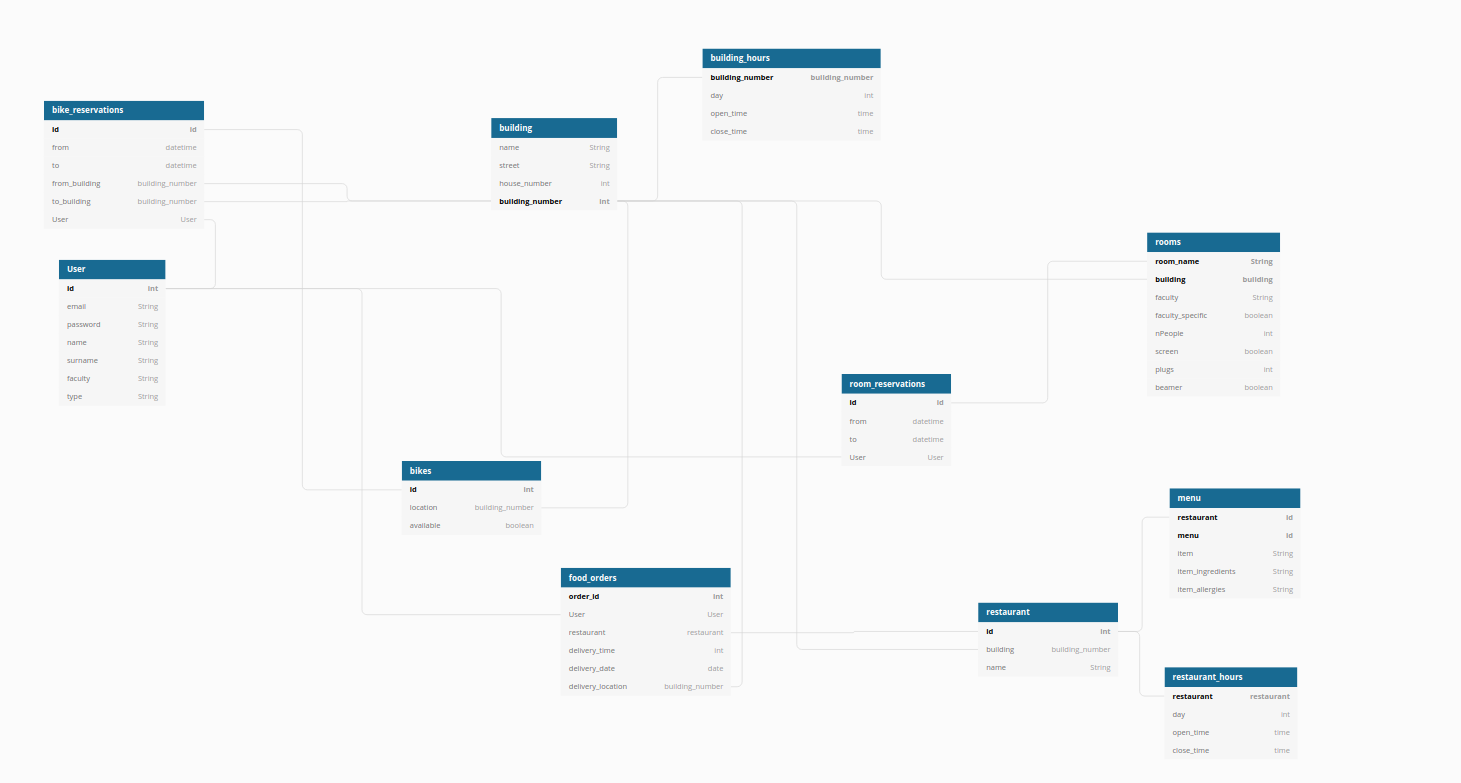 building_hours
building_number building_number
day int
open_time time
close_time time
bike_reservations
id id
from datetime
to datetime
from_building building_number
to_building building_number
User User
building
name String
street String
house_number int
building_number int
User
id int
email String
password String
name String
surname String
faculty String
type String
rooms
room_name String
building building
faculty String
faculty_specific boolean
nPeople int
screen boolean
plugs int
beamer boolean
room_reservations
id id
from datetime
to datetime
User User
bikes
id int
location building_number
available boolean
menu
restaurant id
menu id
item String
item_ingredients String
item_allergies String
food_orders
order_id int
User User
restaurant restaurant
delivery_time int
delivery_date date
delivery_location building_number
restaurant
id int
building building_number
name String
restaurant_hours
restaurant restaurant
day int
open_time time
close_time time